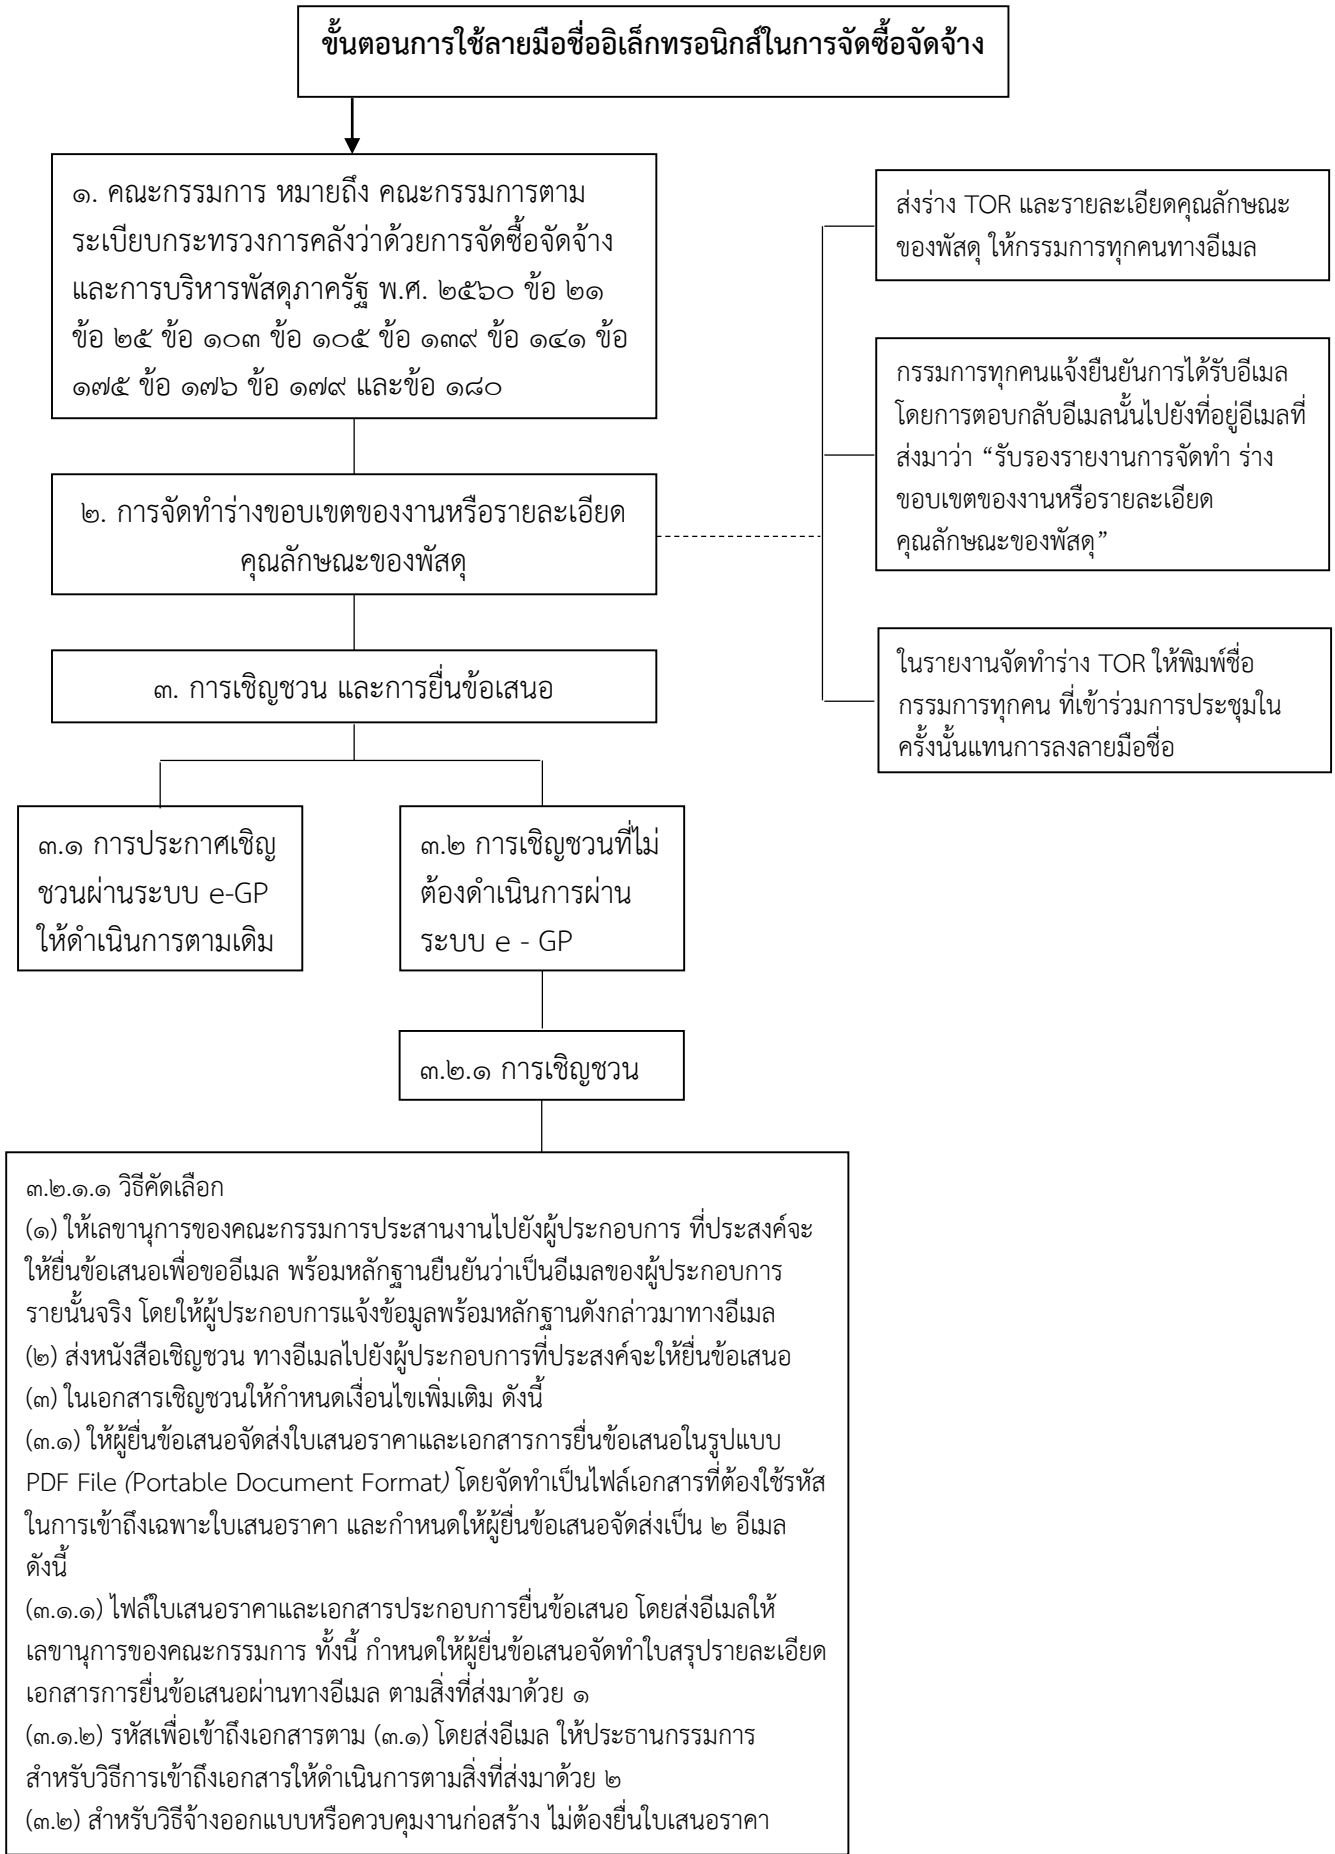 ขั้นตอนการใช้ลายมือชื่ออิเล็กทรอนิกส์ในการจัดซื้อจัดจ้าง
๑. คณะกรรมการ หมายถึง คณะกรรมการตาม
ระเบียบกระทรวงการคลังว่าด้วยการจัดซื้อจัดจ้าง
และการบริหารพัสดุภาครัฐ พ.ศ. ๒๕๖๐ ข้อ ๒๑
ข้อ ๒๕ ข้อ ๑๐๓ ข้อ ๑๐๕ ข้อ ๑๓๙ ข้อ ๑๔๑ ข้อ
๑๗๕ ข้อ ๑๗๖ ข้อ ๑๗๙ และข้อ ๑๘๐
๒. การจัดทำร่างขอบเขตของงานหรือรายละเอียด
คุณลักษณะของพัสดุ
ส่งร่าง TOR และรายละเอียดคุณลักษณะ
ของพัสดุ ให้กรรมการทุกคนทางอีเมล
กรรมการทุกคนแจ้งยืนยันการได้รับอีเมล
โดยการตอบกลับอีเมลนั้นไปยังที่อยู่อีเมลที่
ส่งมาว่า “รับรองรายงานการจัดทำ ร่าง
ขอบเขตของงานหรือรายละเอียด
คุณลักษณะของพัสดุ”
ในรายงานจัดทำร่าง TOR ให้พิมพ์ชื่อ
กรรมการทุกคน ที่เข้าร่วมการประชุมใน
ครั้งนั้นแทนการลงลายมือชื่อ
๓. การเชิญชวน และการยื่นข้อเสนอ
๓.๑ การประกาศเชิญ
ชวนผ่านระบบ e-GP
ให้ดำเนินการตามเดิม
๓.๒ การเชิญชวนที่ไม่
ต้องดำเนินการผ่าน
ระบบ e - GP
๓.๒.๑ การเชิญชวน
๓.๒.๑.๑ วิธีคัดเลือก
(๑) ให้เลขานุการของคณะกรรมการประสานงานไปยังผู้ประกอบการ ที่ประสงค์จะ
ให้ยื่นข้อเสนอเพื่อขออีเมล พร้อมหลักฐานยืนยันว่าเป็นอีเมลของผู้ประกอบการ
รายนั้นจริง โดยให้ผู้ประกอบการแจ้งข้อมูลพร้อมหลักฐานดังกล่าวมาทางอีเมล
(๒) ส่งหนังสือเชิญชวน ทางอีเมลไปยังผู้ประกอบการที่ประสงค์จะให้ยื่นข้อเสนอ
(๓) ในเอกสารเชิญชวนให้กำหนดเงื่อนไขเพิ่มเติม ดังนี้
(๓.๑) ให้ผู้ยื่นข้อเสนอจัดส่งใบเสนอราคาและเอกสารการยื่นข้อเสนอในรูปแบบ
PDF File (Portable Document Format) โดยจัดทำเป็นไฟล์เอกสารที่ต้องใช้รหัส
ในการเข้าถึงเฉพาะใบเสนอราคา และกำหนดให้ผู้ยื่นข้อเสนอจัดส่งเป็น ๒ อีเมล
ดังนี้
(๓.๑.๑) ไฟล์ใบเสนอราคาและเอกสารประกอบการยื่นข้อเสนอ โดยส่งอีเมลให้
เลขานุการของคณะกรรมการ ทั้งนี้ กำหนดให้ผู้ยื่นข้อเสนอจัดทำใบสรุปรายละเอียด
เอกสารการยื่นข้อเสนอผ่านทางอีเมล ตามสิ่งที่ส่งมาด้วย ๑
(๓.๑.๒) รหัสเพื่อเข้าถึงเอกสารตาม (๓.๑) โดยส่งอีเมล ให้ประธานกรรมการ
สำหรับวิธีการเข้าถึงเอกสารให้ดำเนินการตามสิ่งที่ส่งมาด้วย ๒
(๓.๒) สำหรับวิธีจ้างออกแบบหรือควบคุมงานก่อสร้าง ไม่ต้องยื่นใบเสนอราคา